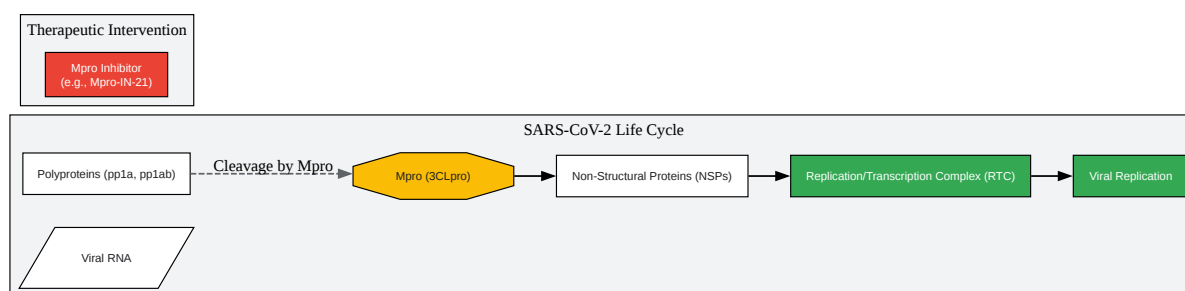 Therapeutic Intervention
Mpro Inhibitor
(e.g., Mpro-IN-21)
SARS-CoV-2 Life Cycle
Polyproteins (pp1a, pp1ab)
Cleavage by Mpro
Mpro (3CLpro)
Non-Structural Proteins (NSPs)
Replication/Transcription Complex (RTC)
Viral Replication
Viral RNA